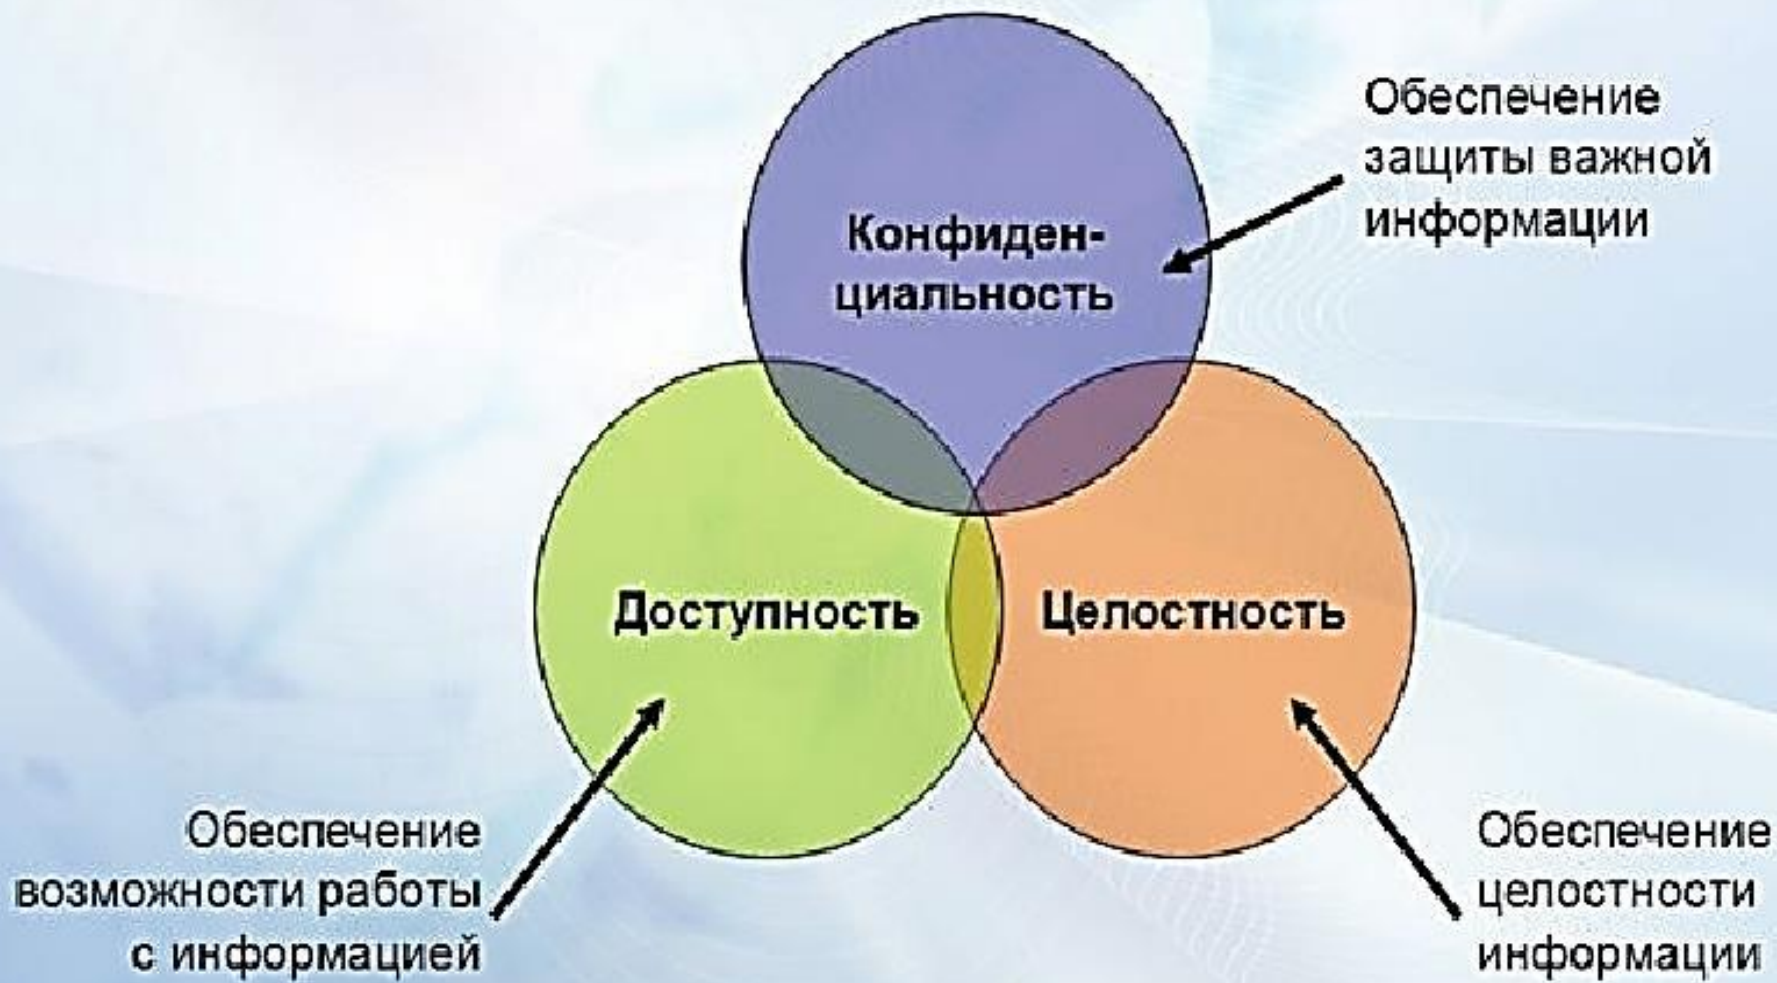 Обеспечение
защиты важной
информации
Конфиден-
циальность
Доступность
Целостность
Обеспечение
возможности работы
с информацией
Обеспечение
целостности
информации